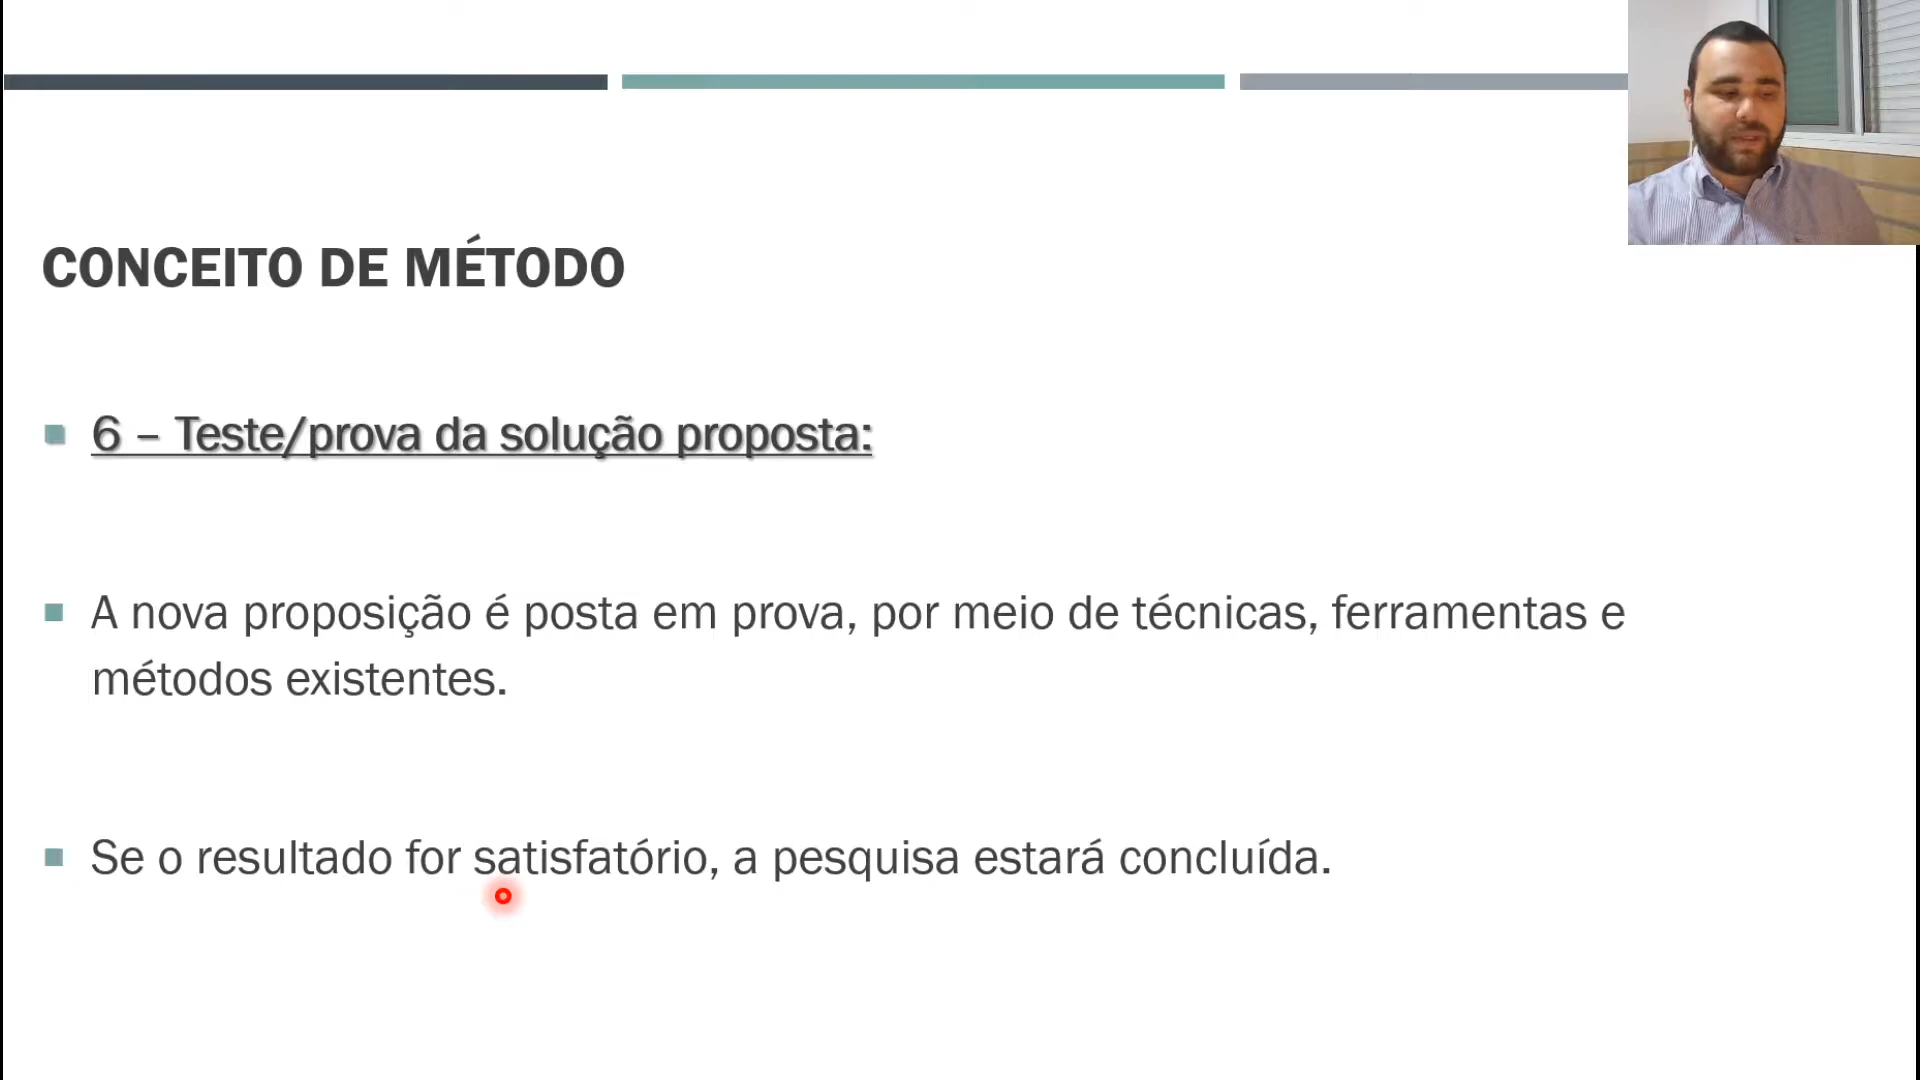 CONCEITO DE MÉTODO
6 – Teste/prova da solução proposta:
A nova proposição é posta em prova, por meio de técnicas, ferramentas e
métodos existentes.
Se o resultado for satisfatório, a pesquisa estará concluída.